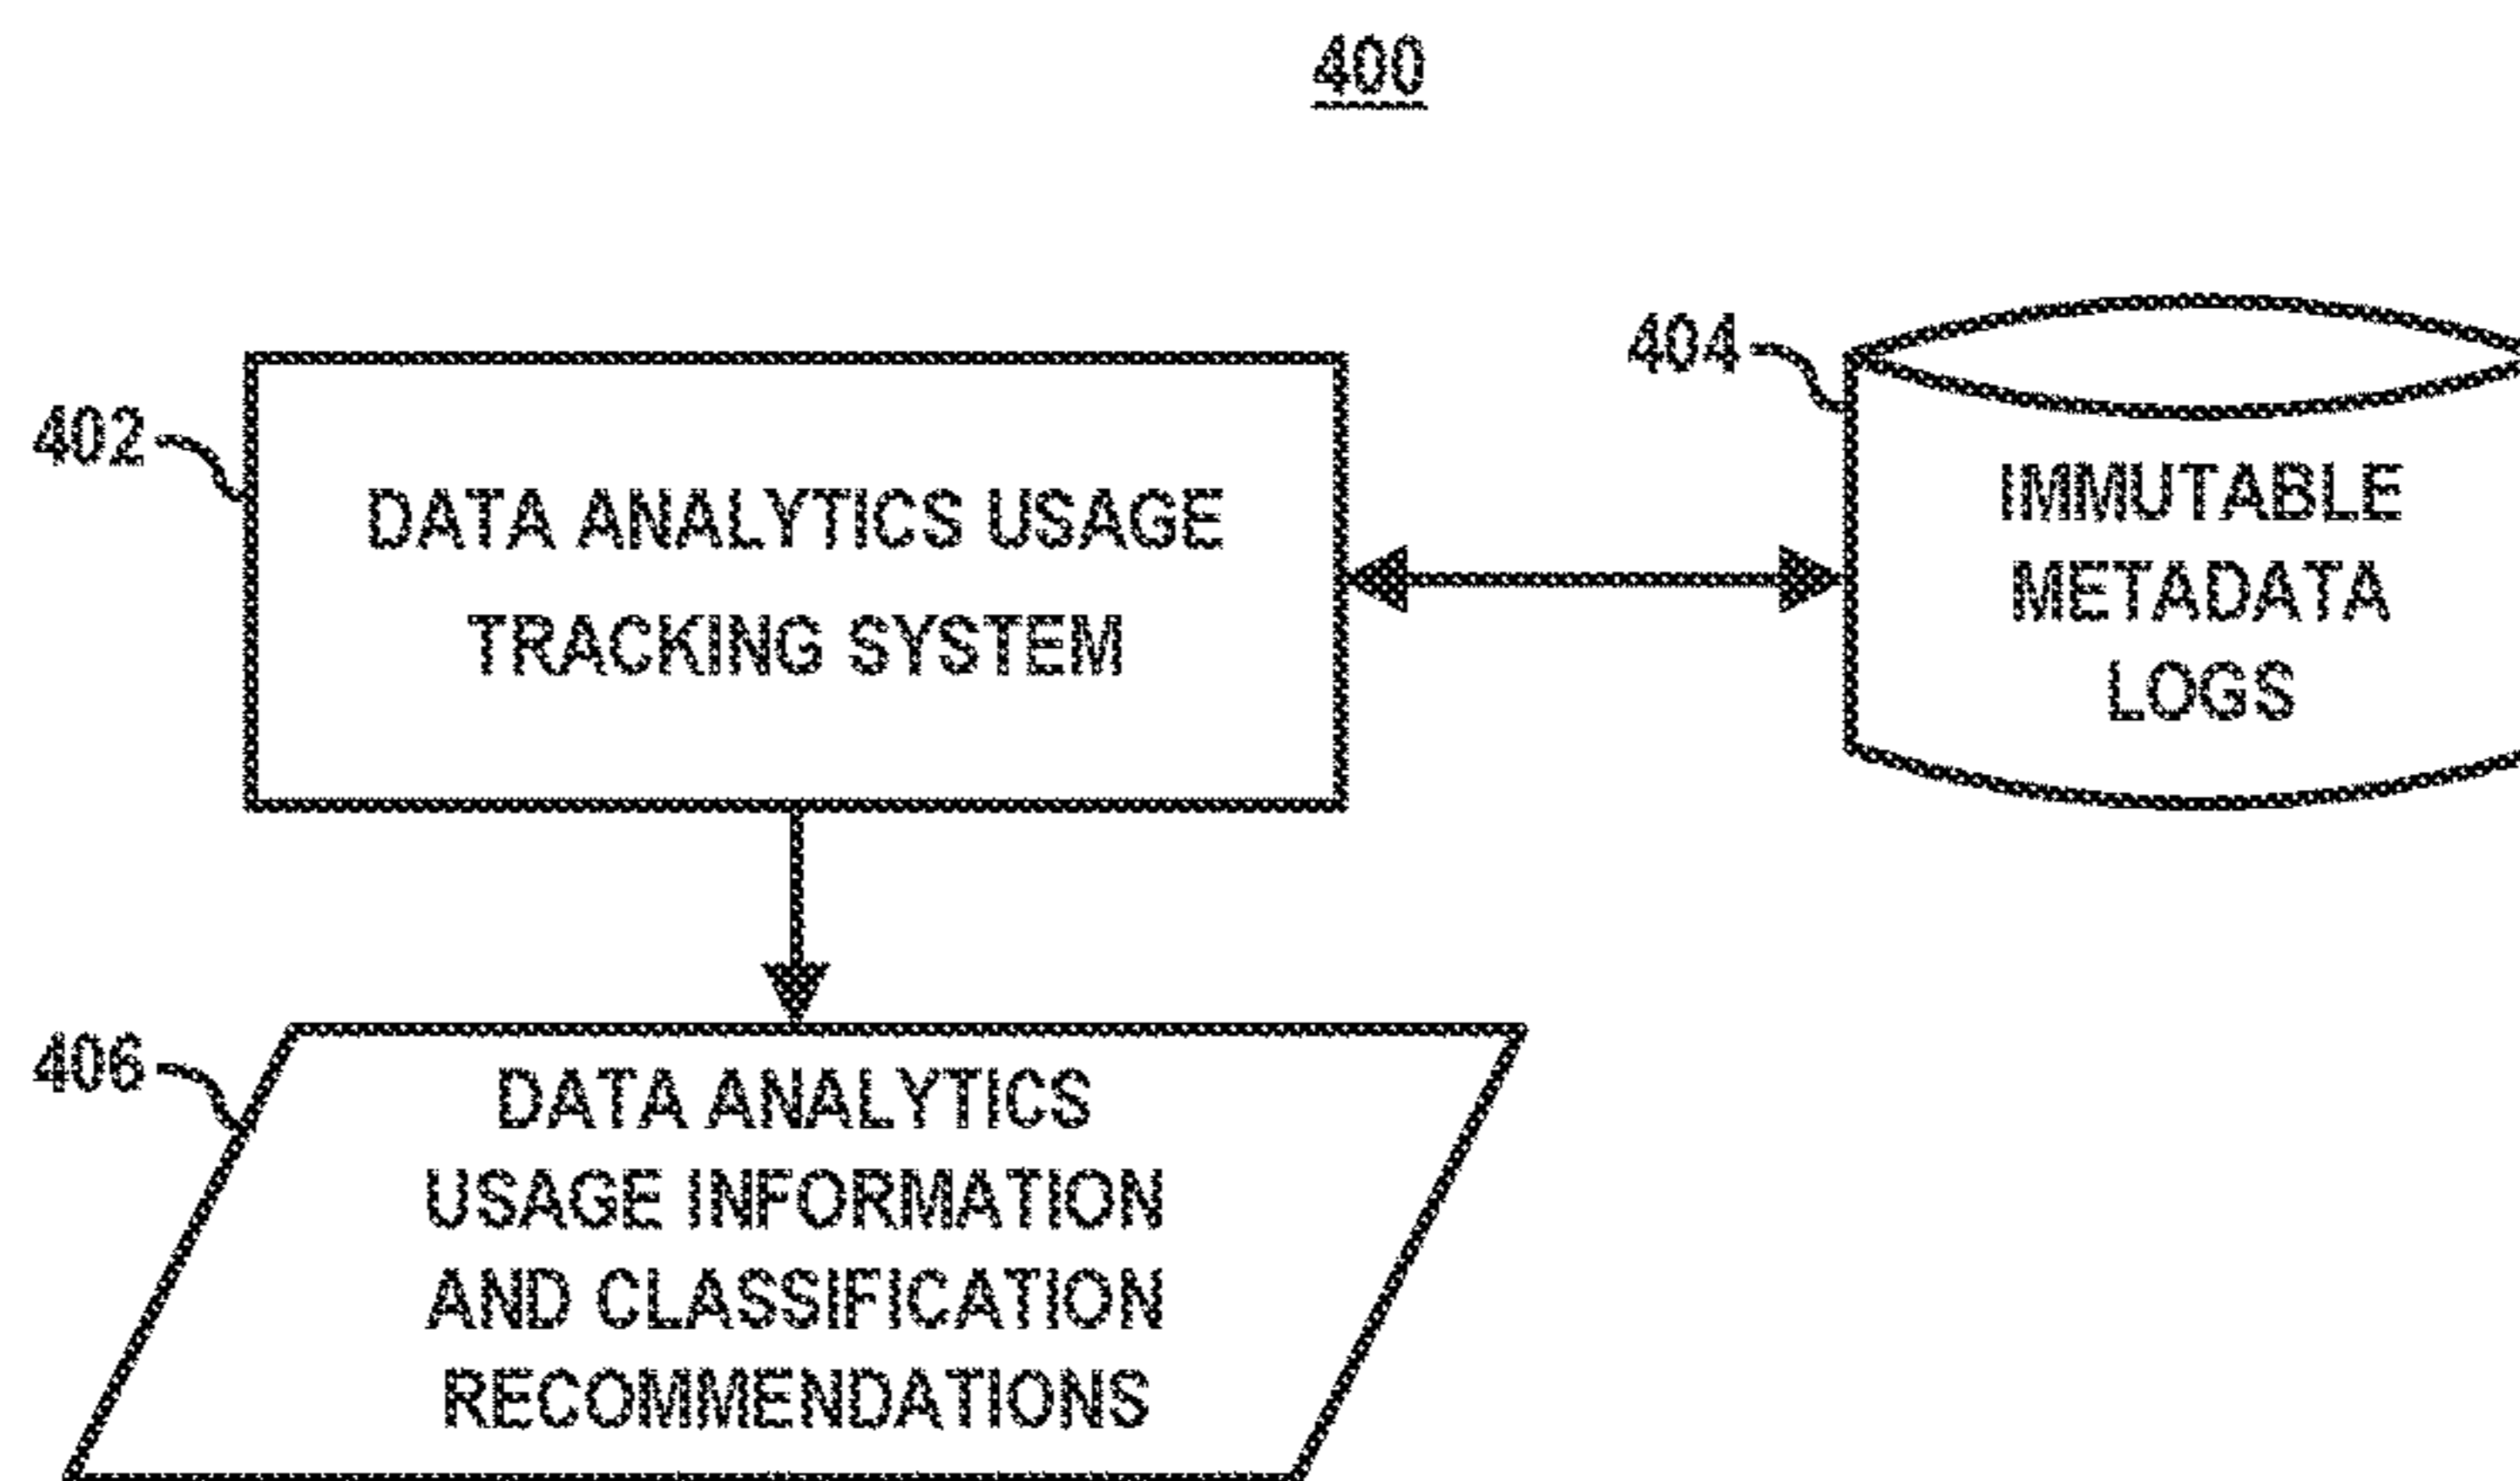 400
402
DATA ANALYTICS USAGE
TRACKING SYSTEM
404
IMMUTABLE
METADATA
LOGS
406
DATA ANALYTICS
USAGE INFORMATION
AND CLASSIFICATION
RECOMMENDATIONS